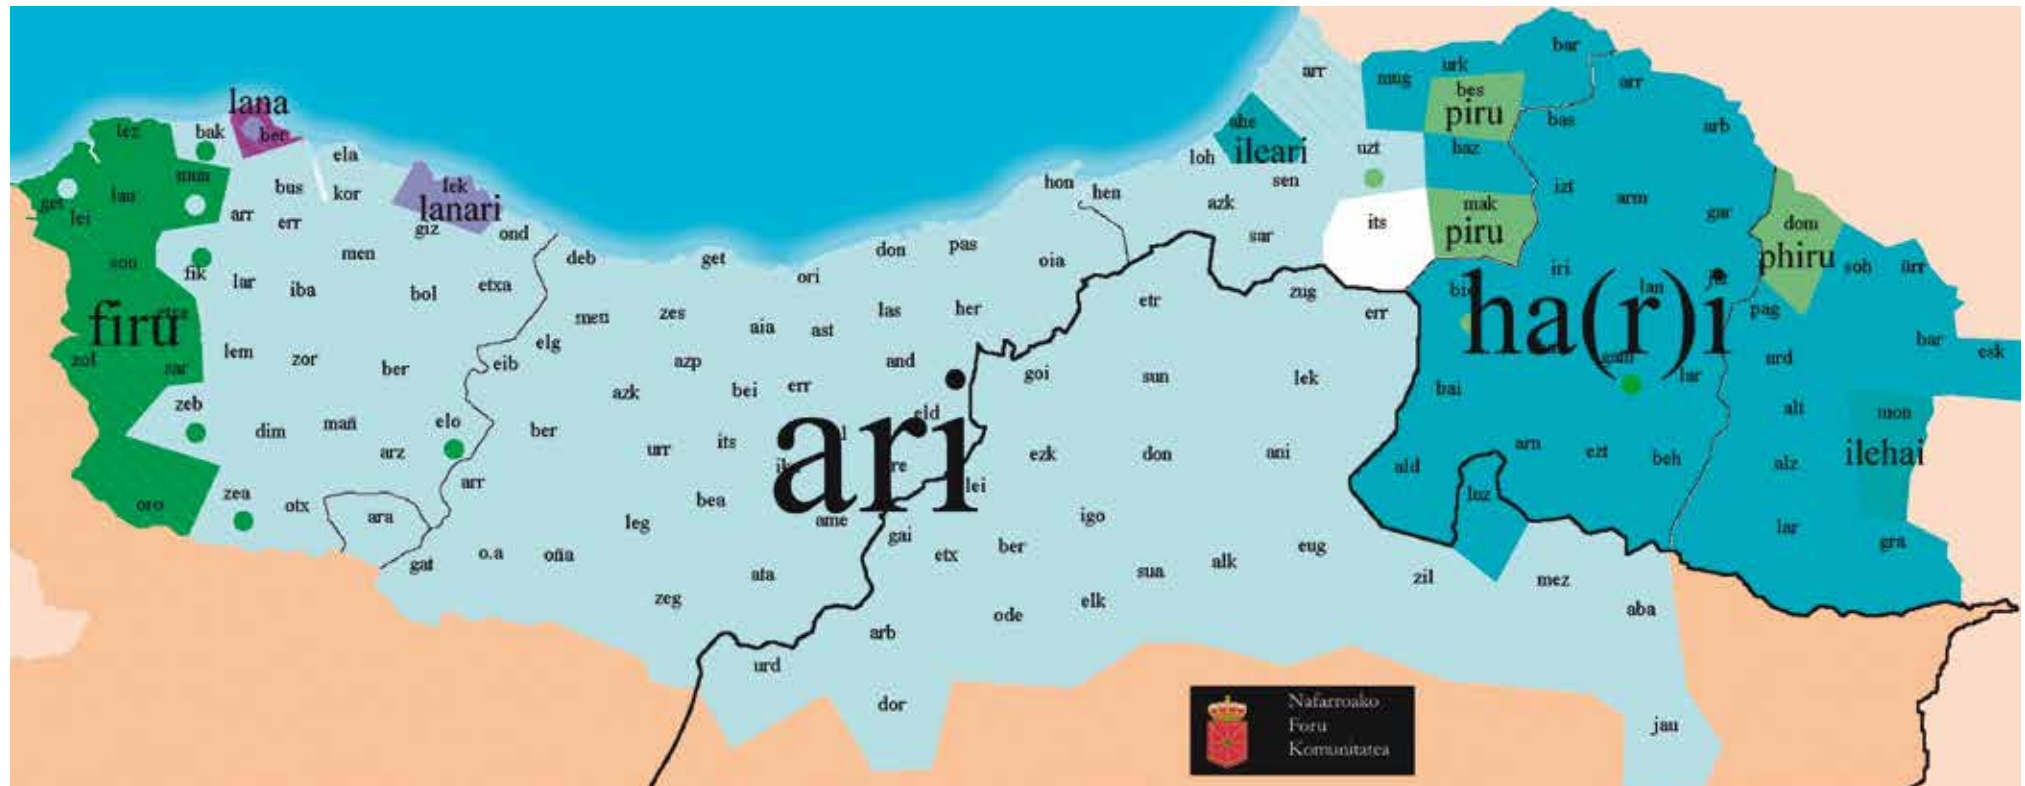 bar
arr
mug
urk
arr
bes
piru
lana
lez
bak
ber
ahe
bas
arb
ela
loh
ileari
uzt
haz
mun
lau
bus
kor
fek
lanari
hon
hen
sen
izt
arm
get
lei
arr
err
giz
ond
azk
its
mak
piru
gar
dom
phiru
men
deb
get
ori
don
pas
oia
sar
son
fik
lar
iba
bol
etxa
etr
zug
iri
lan
soh
ürr
firu
men
zes
aia
ast
las
her
err
ha(r)i
pag
zol
zar
lem
zor
ber
elg
eib
azp
and
goi
sun
lek
urd
bar
esk
zeb
azk
bei
err
bai
lar
dim
mañ
elo
ber
eld
ari
alt
mon
arz
urr
its
ezk
don
ani
ald
arn
ezt
beh
alz
ilehai
zea
otx
arr
bea
lei
luz
oro
ara
leg
ame
igo
lar
gra
gat
o.a
oña
gai
etx
ber
eug
ata
sua
alk
zil
mez
zeg
ode
elk
aba
arb
urd
dor
jau
Nafarroako
Foru
Komunitatea